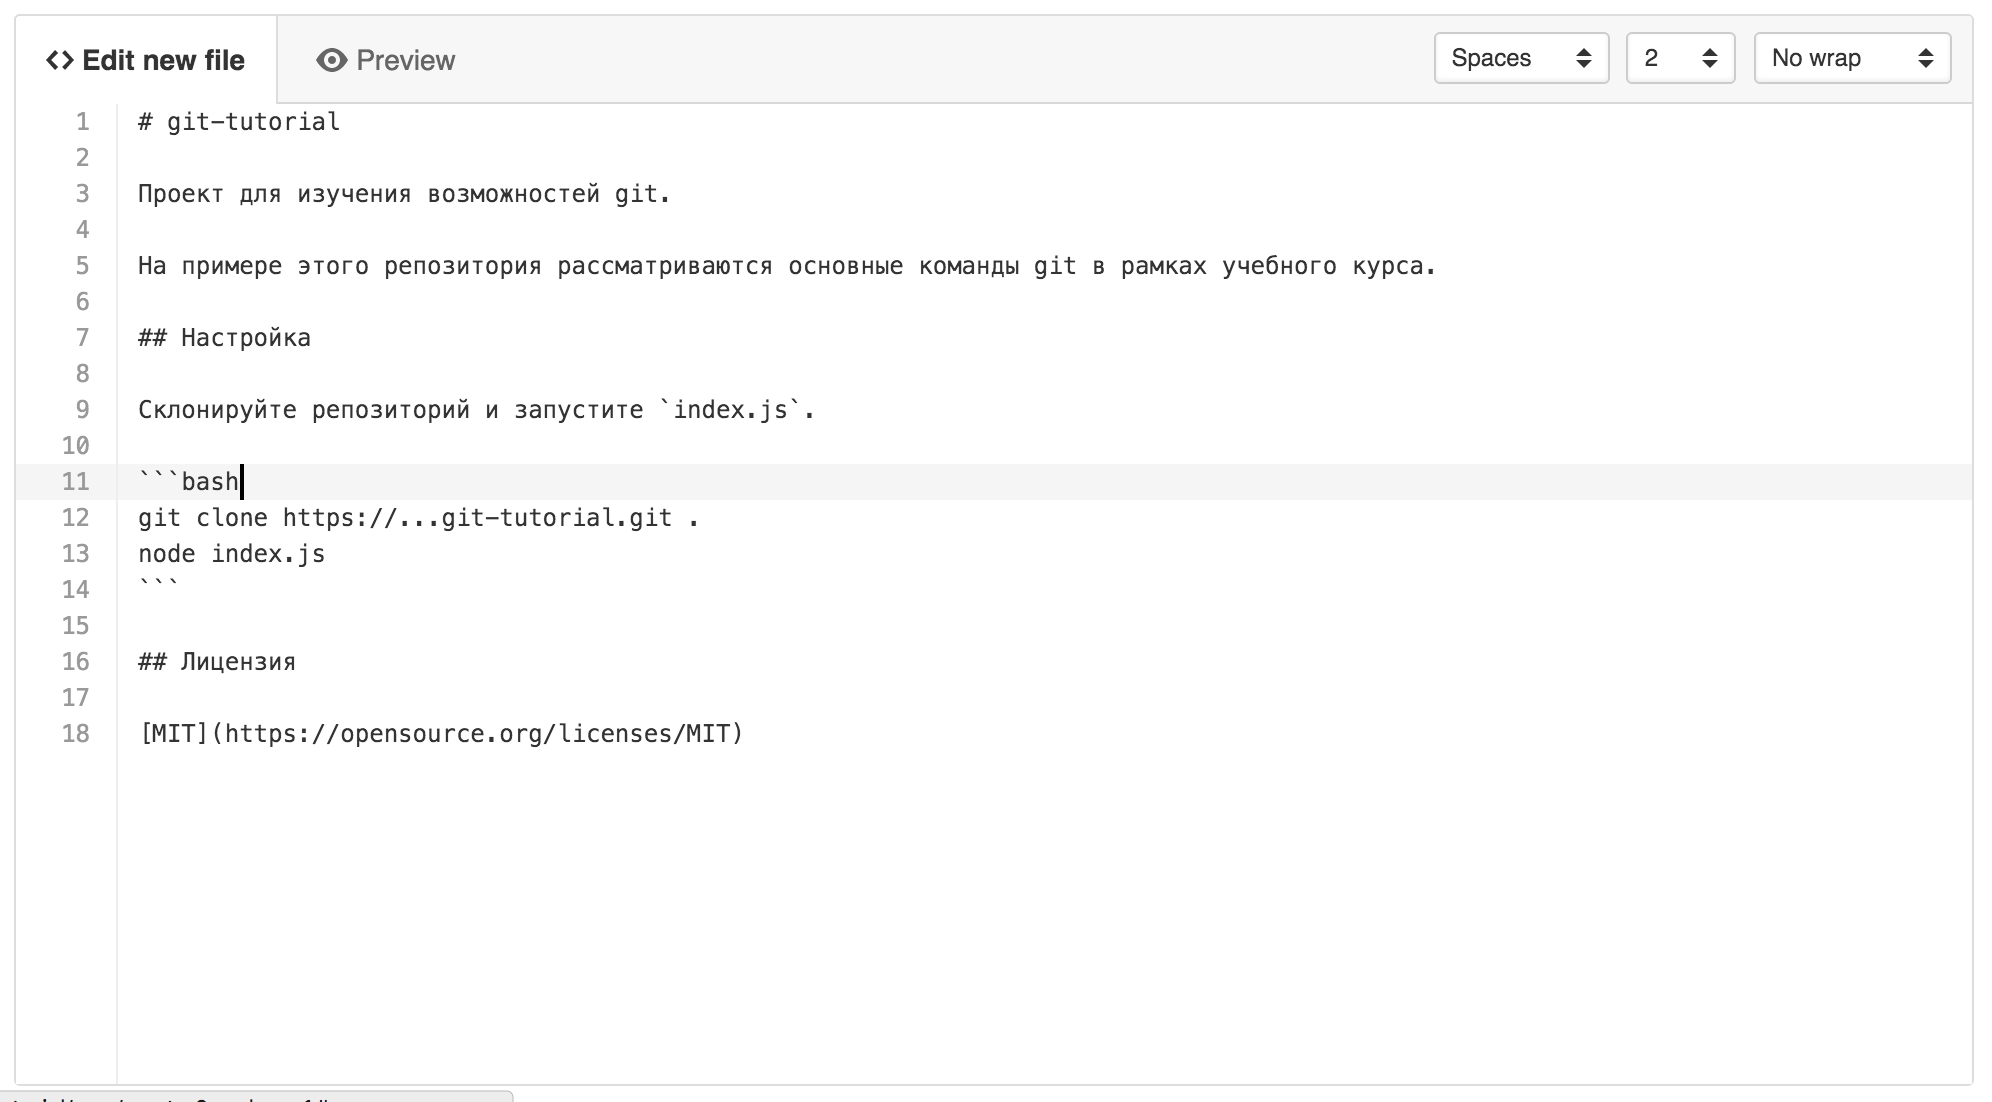 Edit new file
Preview
Spaces
2
No wrap
1 # git-tutorial
2
3 Проект для изучения возможностей git.
4
5 На примере этого репозитория рассматриваются основные команды git в рамках учебного курса.
6
7 ## Настройка
8
9 Склонируйте репозиторий и запустите `index.js`.
10
11 ```bash
12 git clone https://...git-tutorial.git .
13 node index.js
14 ```
15
16 ## Лицензия
17
18 [MIT](https://opensource.org/licenses/MIT)